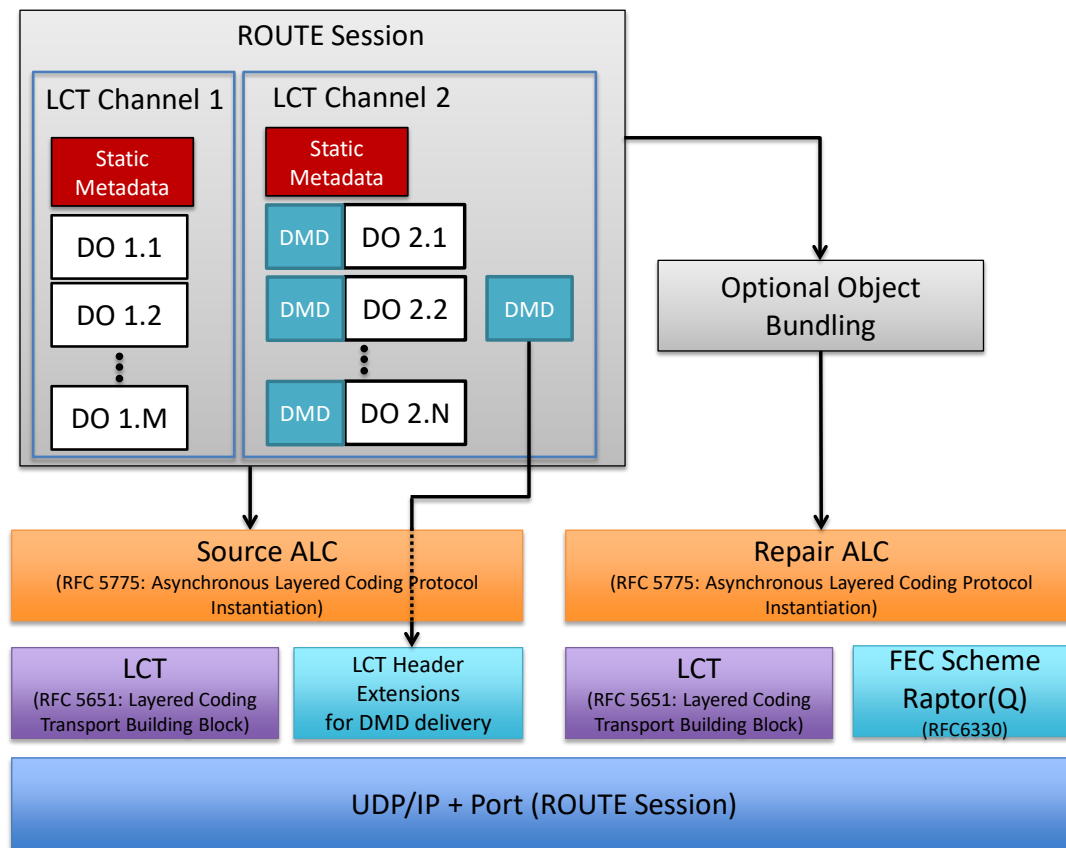 ROUTE Session
LCT Channel 1
Static
Metadata
DO 1.1
DO 1.2
DO 1.M
LCT Channel 2
Static
Metadata
DMD
DO 2.1
DMD
DO 2.2
DMD
DMD
DO 2.N
Optional Object
Bundling
Source ALC
(RFC 5775: Asynchronous Layered Coding Protocol
Instantiation)
Repair ALC
(RFC 5775: Asynchronous Layered Coding Protocol
Instantiation)
LCT
(RFC 5651: Layered Coding
Transport Building Block)
LCT Header
Extensions
for DMD delivery
LCT
(RFC 5651: Layered Coding
Transport Building Block)
FEC Scheme
Raptor(Q)
(RFC6330)
UDP/IP + Port (ROUTE Session)